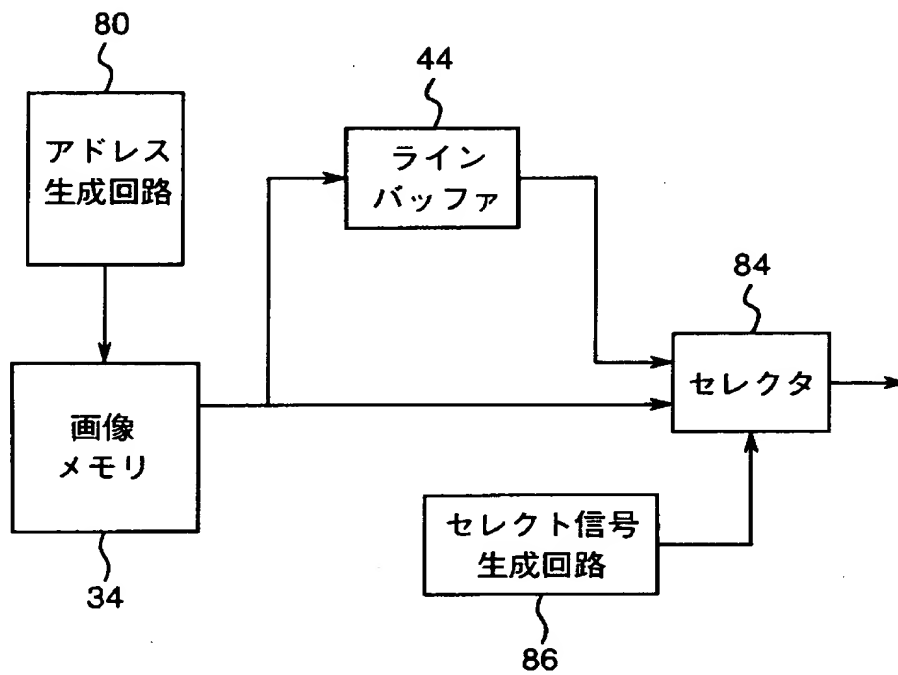 80
アドレス
生成回路
44
ライン
バッファ
84
セレクタ
画像
メモリ
34
セレクト信号
生成回路
86